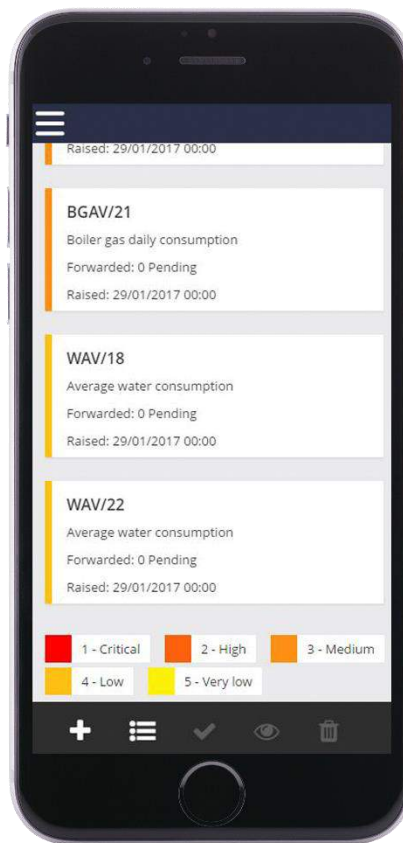 Raised: 29/01/2017 00:00
BGAV/21
Boiler gas daily consumption
Forwarded: 0 Pending
Raised: 29/01/2017 00:00
WAV/18
Average water consumption
Forwarded: 0 Pending
Raised: 29/01/2017 00:00
WAV/22
Average water consumption
Forwarded: 0 Pending
Raised: 29/01/2017 00:00
1 - Critical 2 - High 3 - Medium
4 - Low 5 - Very low